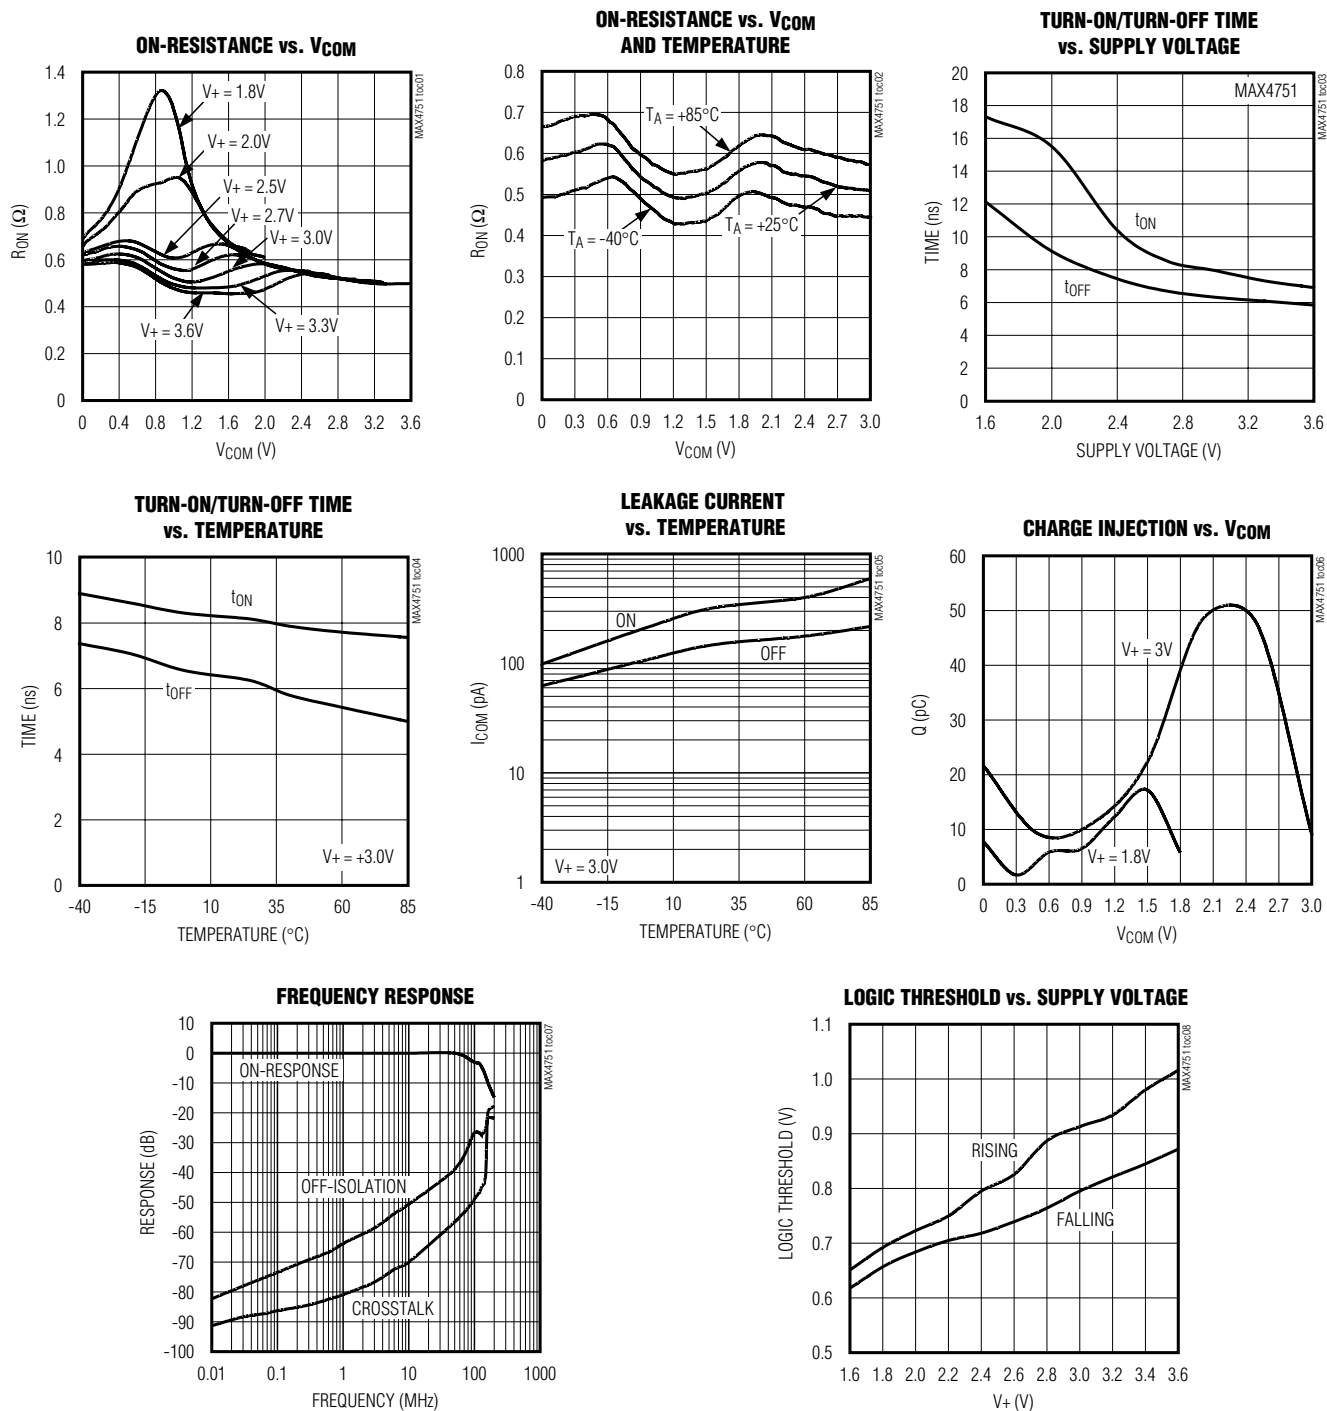 ON-RESISTANCE vs. VCOM
MAX4751 toc01
RON (Ω)
1.4
1.2
1.0
0.8
0.6
0.4
0.2
0
V+ = 1.8V
V+ = 2.0V
V+ = 2.5V
V+ = 2.7V
V+ = 3.0V
V+ = 3.6V
V+ = 3.3V
0 0.4 0.8 1.2 1.6 2.0 2.4 2.8 3.2 3.6
VCOM (V)
ON-RESISTANCE vs. VCOM
AND TEMPERATURE
MAX4751 toc02
RON (Ω)
0.8
0.7
0.6
0.5
0.4
0.3
0.2
0.1
0
TA = +85°C
TA = -40°C
TA = +25°C
0 0.3 0.6 0.9 1.2 1.5 1.8 2.1 2.4 2.7 3.0
VCOM (V)
TURN-ON/TURN-OFF TIME
vs. SUPPLY VOLTAGE
MAX4751 toc03
TIME (ns)
20
18
16
14
12
10
8
6
4
2
0
MAX4751
tON
tOFF
1.6 2.0 2.4 2.8 3.2 3.6
SUPPLY VOLTAGE (V)
TURN-ON/TURN-OFF TIME
vs. TEMPERATURE
MAX4751 toc04
TIME (ns)
10
8
6
4
2
0
tON
tOFF
V+ = +3.0V
-40 -15 10 35 60 85
TEMPERATURE (°C)
LEAKAGE CURRENT
vs. TEMPERATURE
MAX4751 toc05
ICOM (pA)
1000
100
10
1
ON
OFF
V+ = 3.0V
-40 -15 10 35 60 85
TEMPERATURE (°C)
CHARGE INJECTION vs. VCOM
MAX4751 toc06
Q (pC)
60
50
40
30
20
10
0
V+ = 3V
V+ = 1.8V
0 0.3 0.6 0.9 1.2 1.5 1.8 2.1 2.4 2.7 3.0
VCOM (V)
FREQUENCY RESPONSE
MAX4751 toc07
RESPONSE (dB)
10
0
-10
-20
-30
-40
-50
-60
-70
-80
-90
-100
ON-RESPONSE
OFF-ISOLATION
CROSSTALK
0.01 0.1 1 10 100 1000
FREQUENCY (MHz)
LOGIC THRESHOLD vs. SUPPLY VOLTAGE
MAX4751 toc08
LOGIC THRESHOLD (V)
1.1
1.0
0.9
0.8
0.7
0.6
0.5
RISING
FALLING
1.6 1.8 2.0 2.2 2.4 2.6 2.8 3.0 3.2 3.4 3.6
V+ (V)